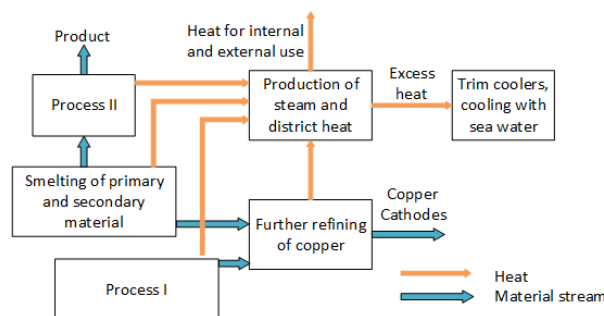 Product
Heat for internal
and external use
Process II
Production of
steam and
district heat
Excess
heat
Trim coolers,
cooling with
sea water
Smelting of primary
and secondary
material
Further refining
of copper
Copper
Cathodes
Process I
Heat
Material stream